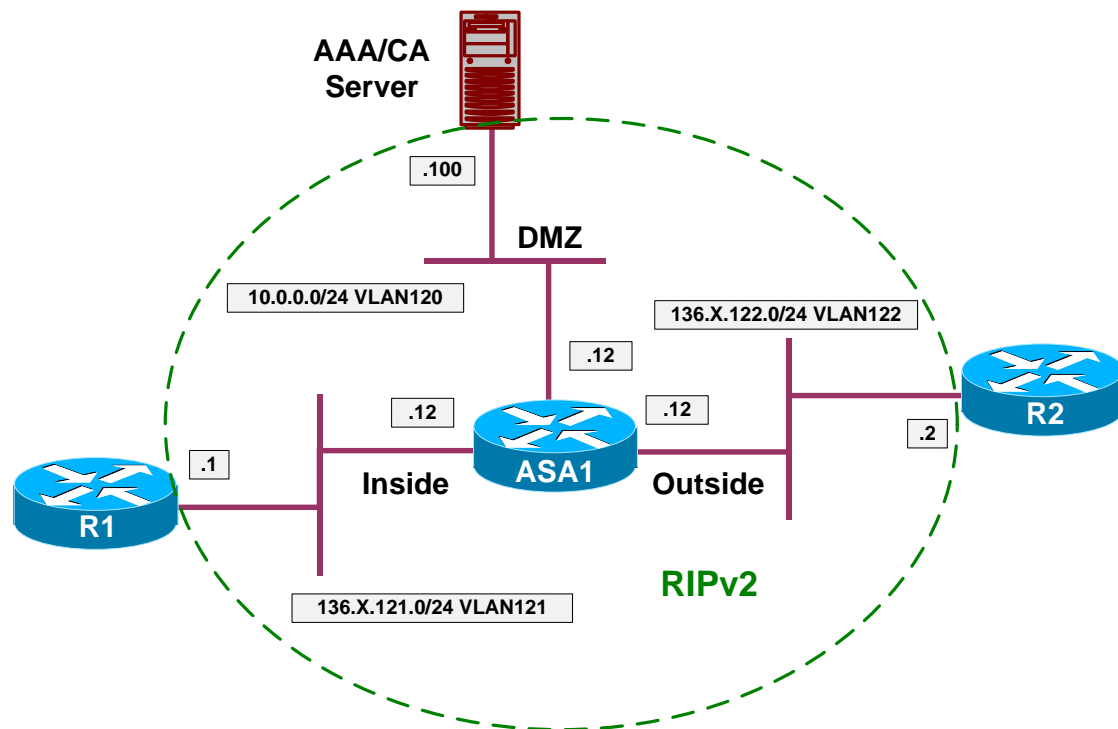 AAA/CA
Server
.100
DMZ
10.0.0.0/24 VLAN120
136.X.122.0/24 VLAN122
.12
.12
.12
R2
.2
.1
Inside
ASA1
Outside
R1
RIPv2
136.X.121.0/24 VLAN121